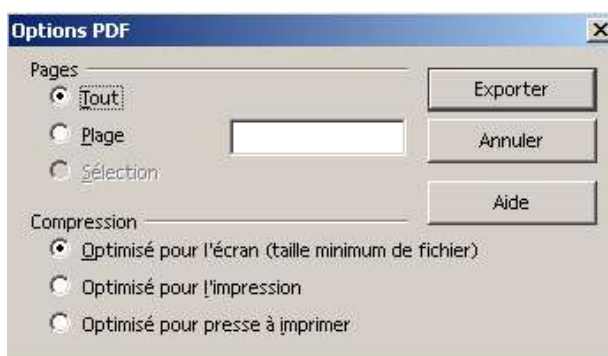 Options PDF
Pages
Tout
Exporter
Plage
Annuler
Sélection
Aide
Compression
Optimisé pour l'écran (taille minimum de fichier)
Optimisé pour l'impression
Optimisé pour presse à imprimer